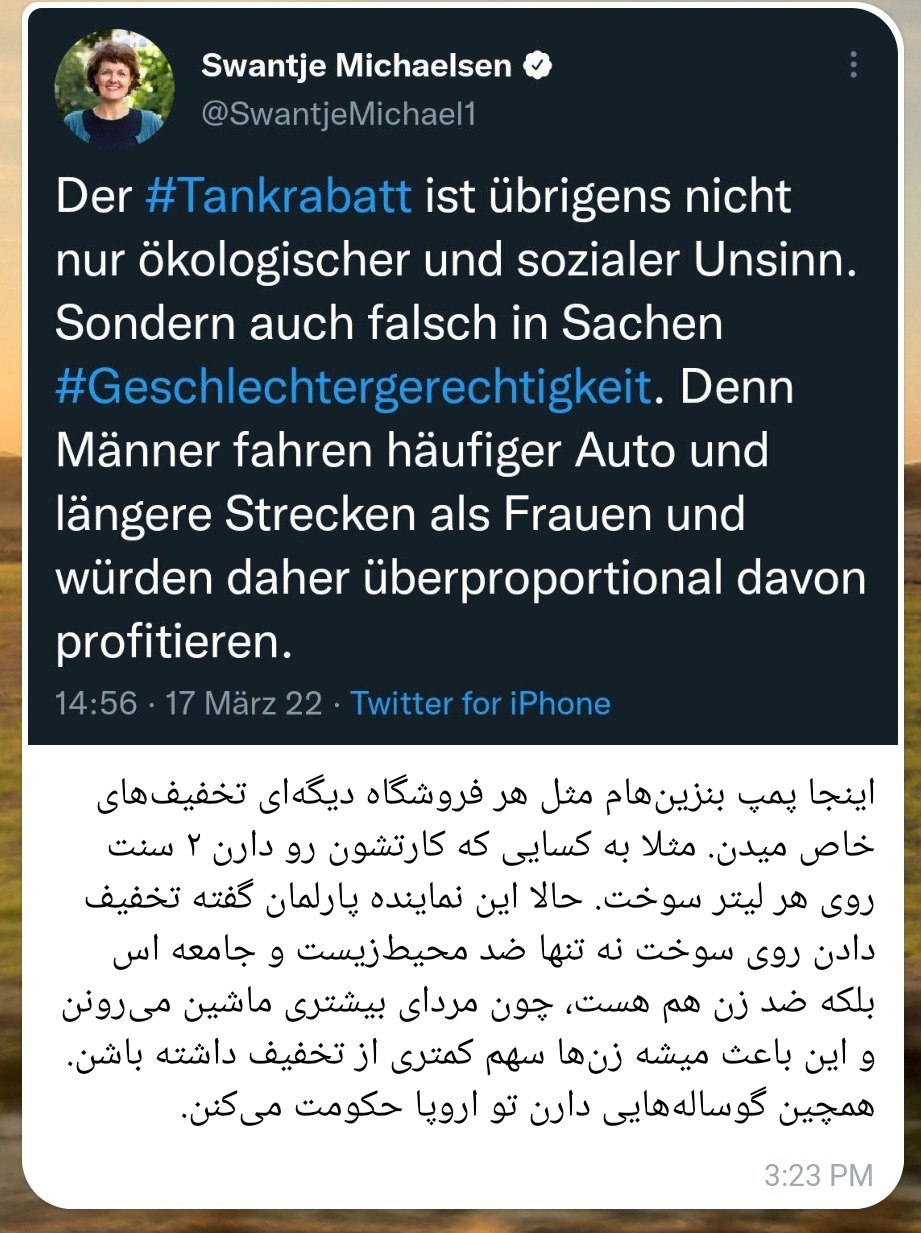 Swantje Michaelsen
@SwantjeMichael1
Der #Tankrabatt ist übrigens nicht
nur ökologischer und sozialer Unsinn.
Sondern auch falsch in Sachen
#Geschlechtergerechtigkeit. Denn
Männer fahren häufiger Auto und
längere Strecken als Frauen und
würden daher überproportional davon
profitieren.
14:56 · 17 März 22 · Twitter for iPhone
اینجا پمپ بنزین‌هام مثل هر فروشگاه دیگه‌ای تخفیف‌های
خاص میدن. مثلا به کسایی که کارتشون رو دارن ۲ سنت
روی هر لیتر سوخت. حالا این نماینده پارلمان گفته تخفیف
دادن روی سوخت نه تنها ضد محیط‌زیست و جامعه اس
بلکه ضد زن هم هست، چون مردای بیشتری ماشین می‌رونن
و این باعث میشه زن‌ها سهم کمتری از تخفیف داشته باشن.
همچین گوساله‌هایی دارن تو اروپا حکومت می‌کنن.
3:23 PM